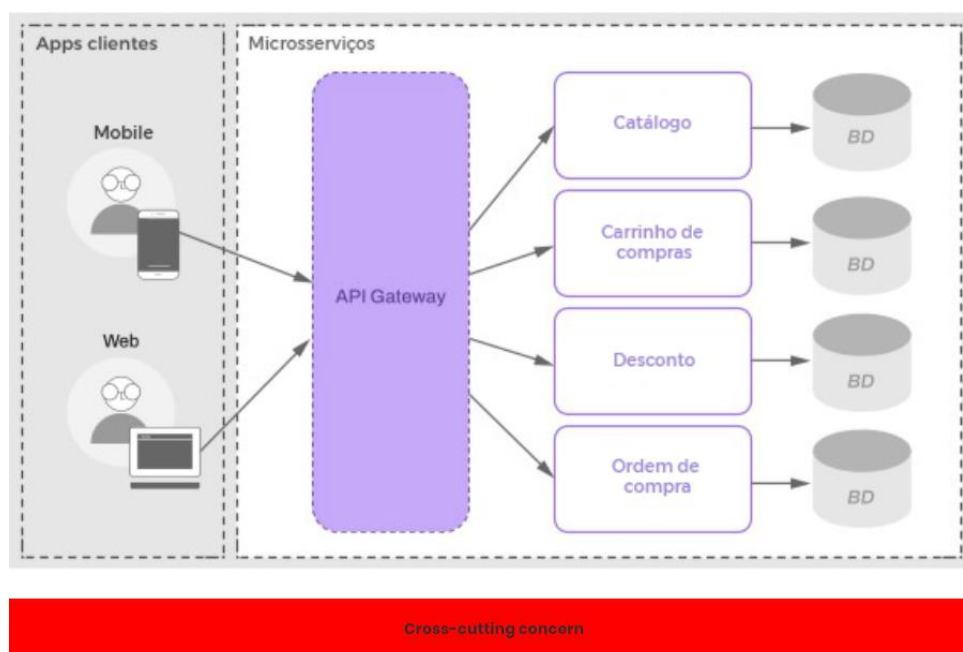 Apps clientes
Microsserviços
Mobile
Web
API Gateway
Catálogo
BD
Carrinho de
compras
BD
Desconto
BD
Ordem de
compra
BD
Cross-cutting concern